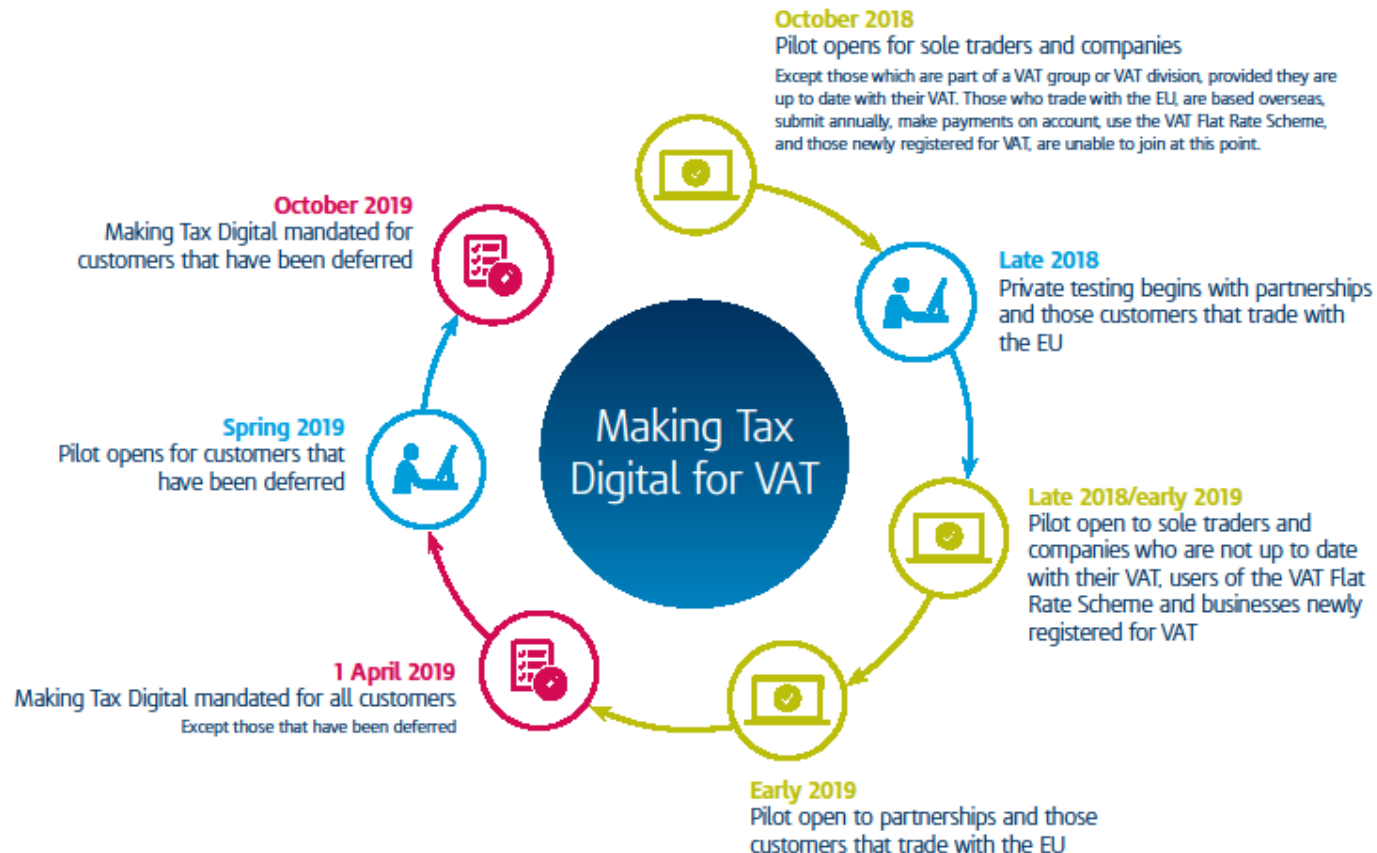 October 2018
Pilot opens for sole traders and companies
Except those which are part of a VAT group or VAT division, provided they are
up to date with their VAT. Those who trade with the EU, are based overseas,
submit annually, make payments on account, use the VAT Flat Rate Scheme,
and those newly registered for VAT, are unable to join at this point.
Late 2018
Private testing begins with partnerships
and those customers that trade with
the EU
Late 2018/early 2019
Pilot open to sole traders and
companies who are not up to date
with their VAT, users of the VAT Flat
Rate Scheme and businesses newly
registered for VAT
Early 2019
Pilot open to partnerships and those
customers that trade with the EU
1 April 2019
Making Tax Digital mandated for all customers
Except those that have been deferred
Spring 2019
Pilot opens for customers that
have been deferred
October 2019
Making Tax Digital mandated for
customers that have been deferred
Making Tax
Digital for VAT